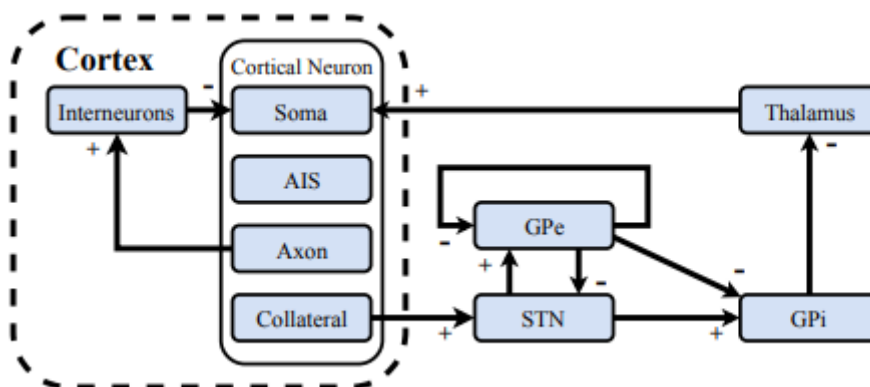 Cortex
Cortical Neuron
Interneurons
-
Soma
+
Thalamus
+
-
AIS
GPe
-
Axon
+
-
-
Collateral
+
STN
+
GPi